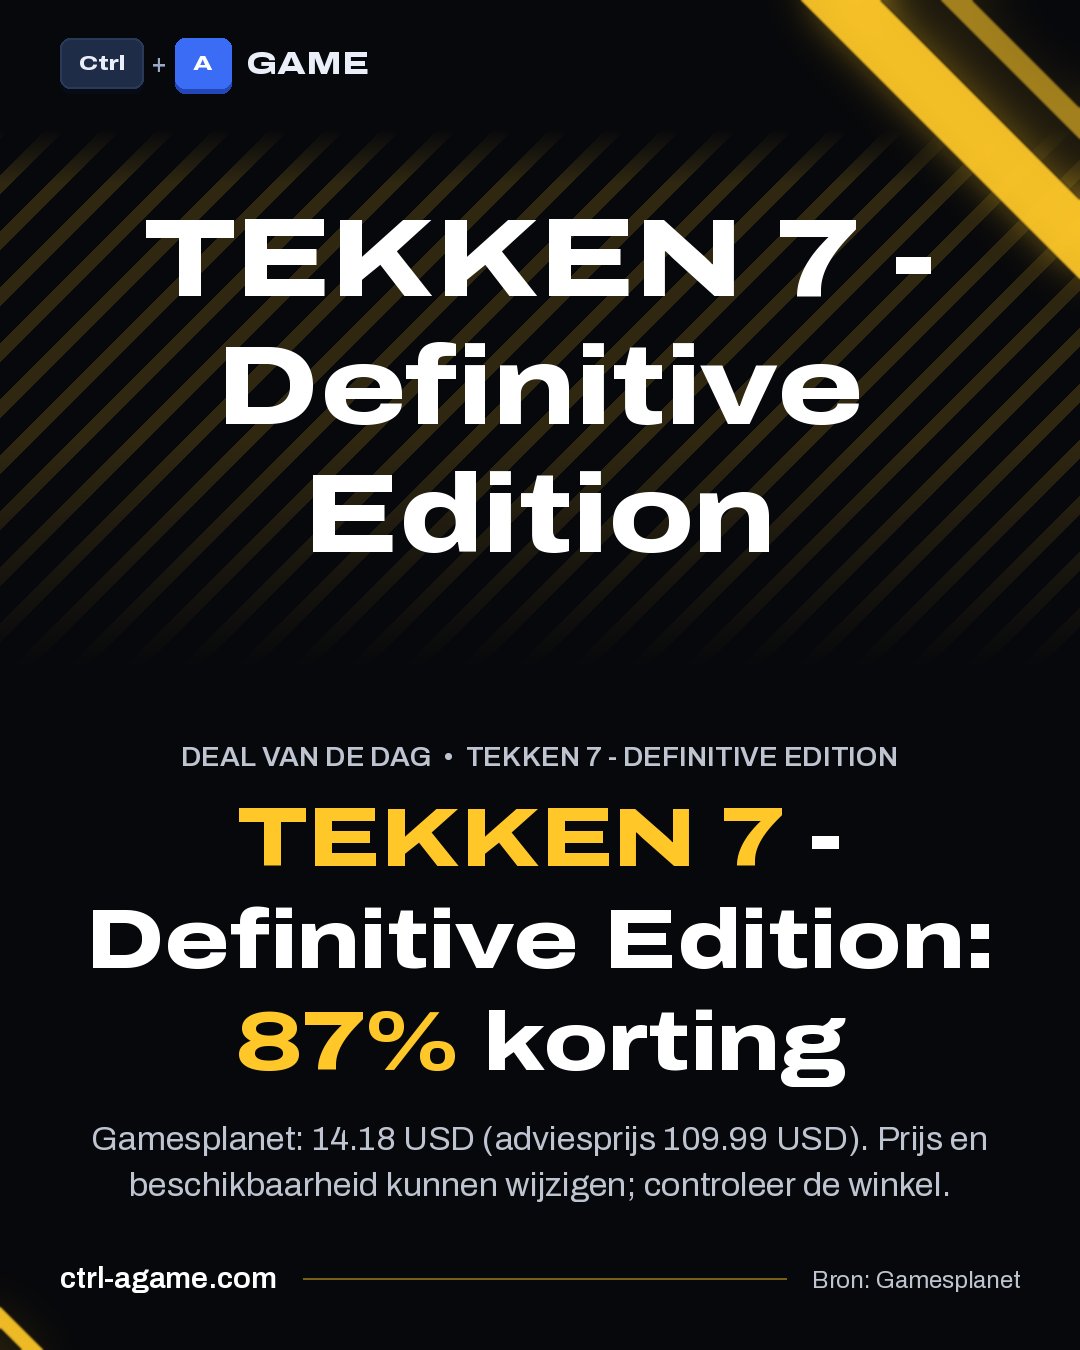 Ctrl + A GAME
TEKKEN 7 -
Definitive
Edition
DEAL VAN DE DAG • TEKKEN 7 - DEFINITIVE EDITION
TEKKEN 7 -
Definitive Edition:
87% korting
Gamesplanet: 14.18 USD (adviesprijs 109.99 USD). Prijs en
beschikbaarheid kunnen wijzigen; controleer de winkel.
ctrl-agame.com
Bron: Gamesplanet